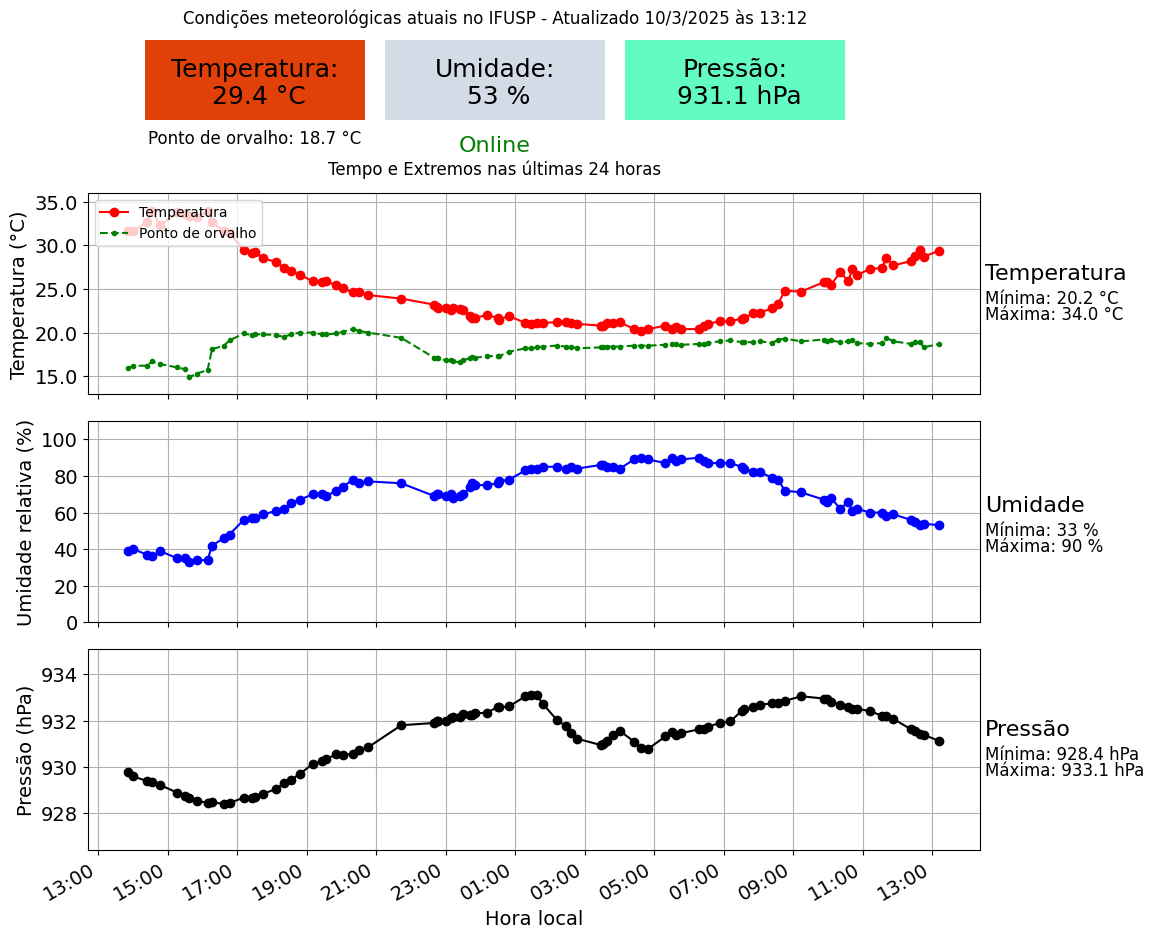 Condições meteorológicas atuais no IFUSP - Atualizado 10/3/2025 às 13:12
Temperatura:
29.4 °C
Umidade:
53 %
Pressão:
931.1 hPa
Ponto de orvalho: 18.7 °C
Online
Tempo e Extremos nas últimas 24 horas
Temperatura (°C)
35.0
30.0
25.0
20.0
15.0
Temperatura
Ponto de orvalho
Temperatura
Mínima: 20.2 °C
Máxima: 34.0 °C
Umidade relativa (%)
100
80
60
40
20
0
Umidade
Mínima: 33 %
Máxima: 90 %
Pressão (hPa)
934
932
930
928
Pressão
Mínima: 928.4 hPa
Máxima: 933.1 hPa
13:00
15:00
17:00
19:00
21:00
23:00
01:00
03:00
05:00
07:00
09:00
11:00
13:00
Hora local